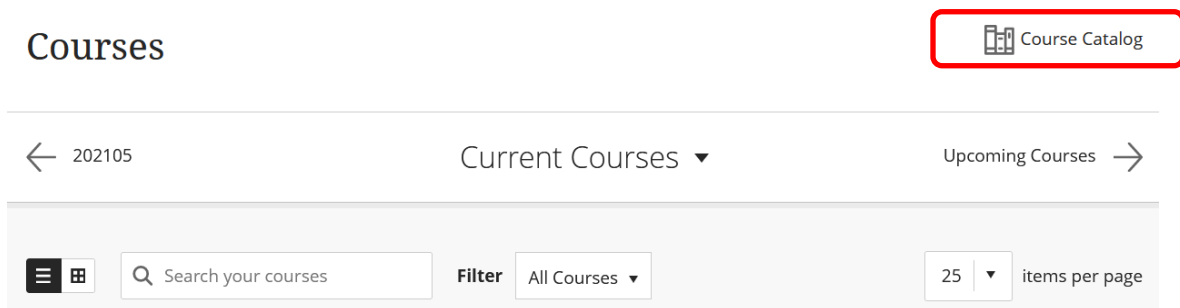 Courses
Course Catalog
202105
Current Courses
Upcoming Courses
Search your courses
Filter
All Courses
25
items per page